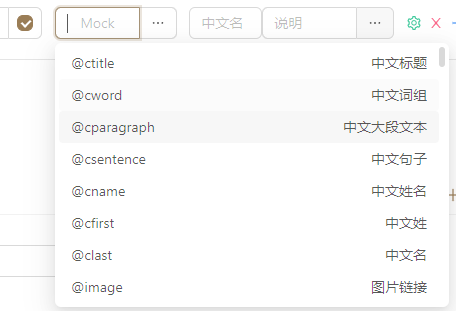 Mock ··· 中文名 说明 ···
@ctitle 中文标题
@cword 中文词组
@cparagraph 中文大段文本
@csentence 中文句子
@cname 中文姓名
@cfirst 中文姓
@clast 中文名
@image 图片链接